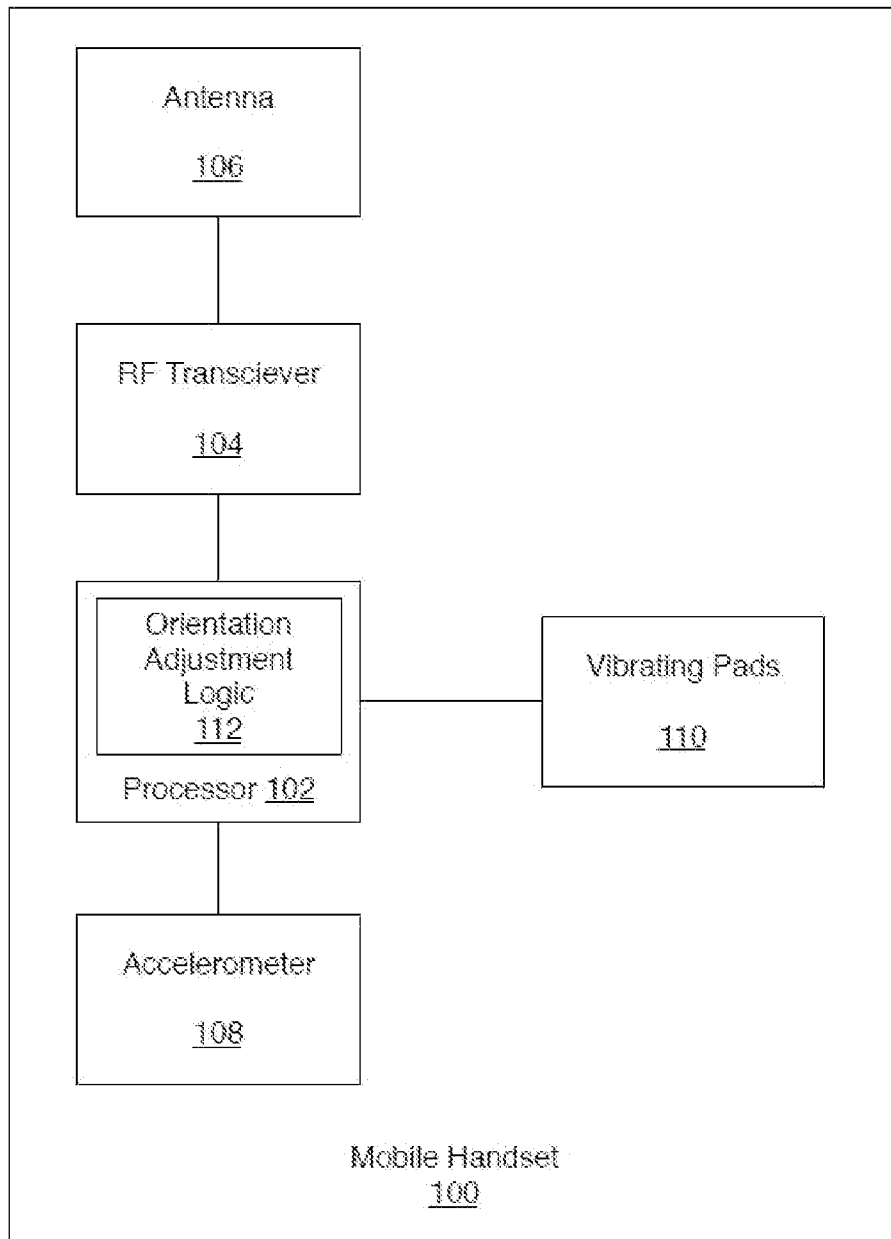 Antenna
106
RF Transciever
104
Orientation
Adjustment
Logic
112
Processor 102
Vibrating Pads
110
Accelerometer
108
Mobile Handset
100